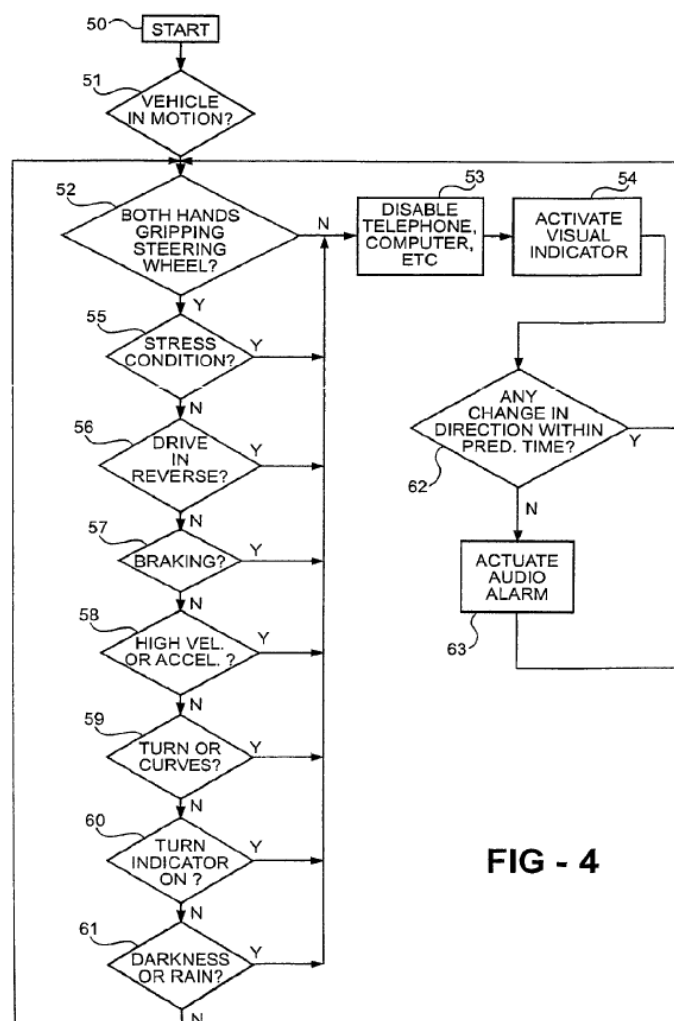 50
START
51
VEHICLE
IN MOTION?
52
BOTH HANDS
GRIPPING
STEERING
WHEEL?
N
Y
53
DISABLE
TELEPHONE,
COMPUTER,
ETC
54
ACTIVATE
VISUAL
INDICATOR
55
STRESS
CONDITION?
Y
N
56
DRIVE
IN
REVERSE?
Y
N
57
BRAKING?
Y
N
58
HIGH VEL.
OR ACCEL. ?
Y
N
59
TURN OR
CURVES?
Y
N
60
TURN
INDICATOR
ON ?
Y
N
61
DARKNESS
OR RAIN?
Y
N
ANY
CHANGE IN
DIRECTION WITHIN
PRED. TIME?
62
Y
N
ACTUATE
AUDIO
ALARM
63
FIG - 4